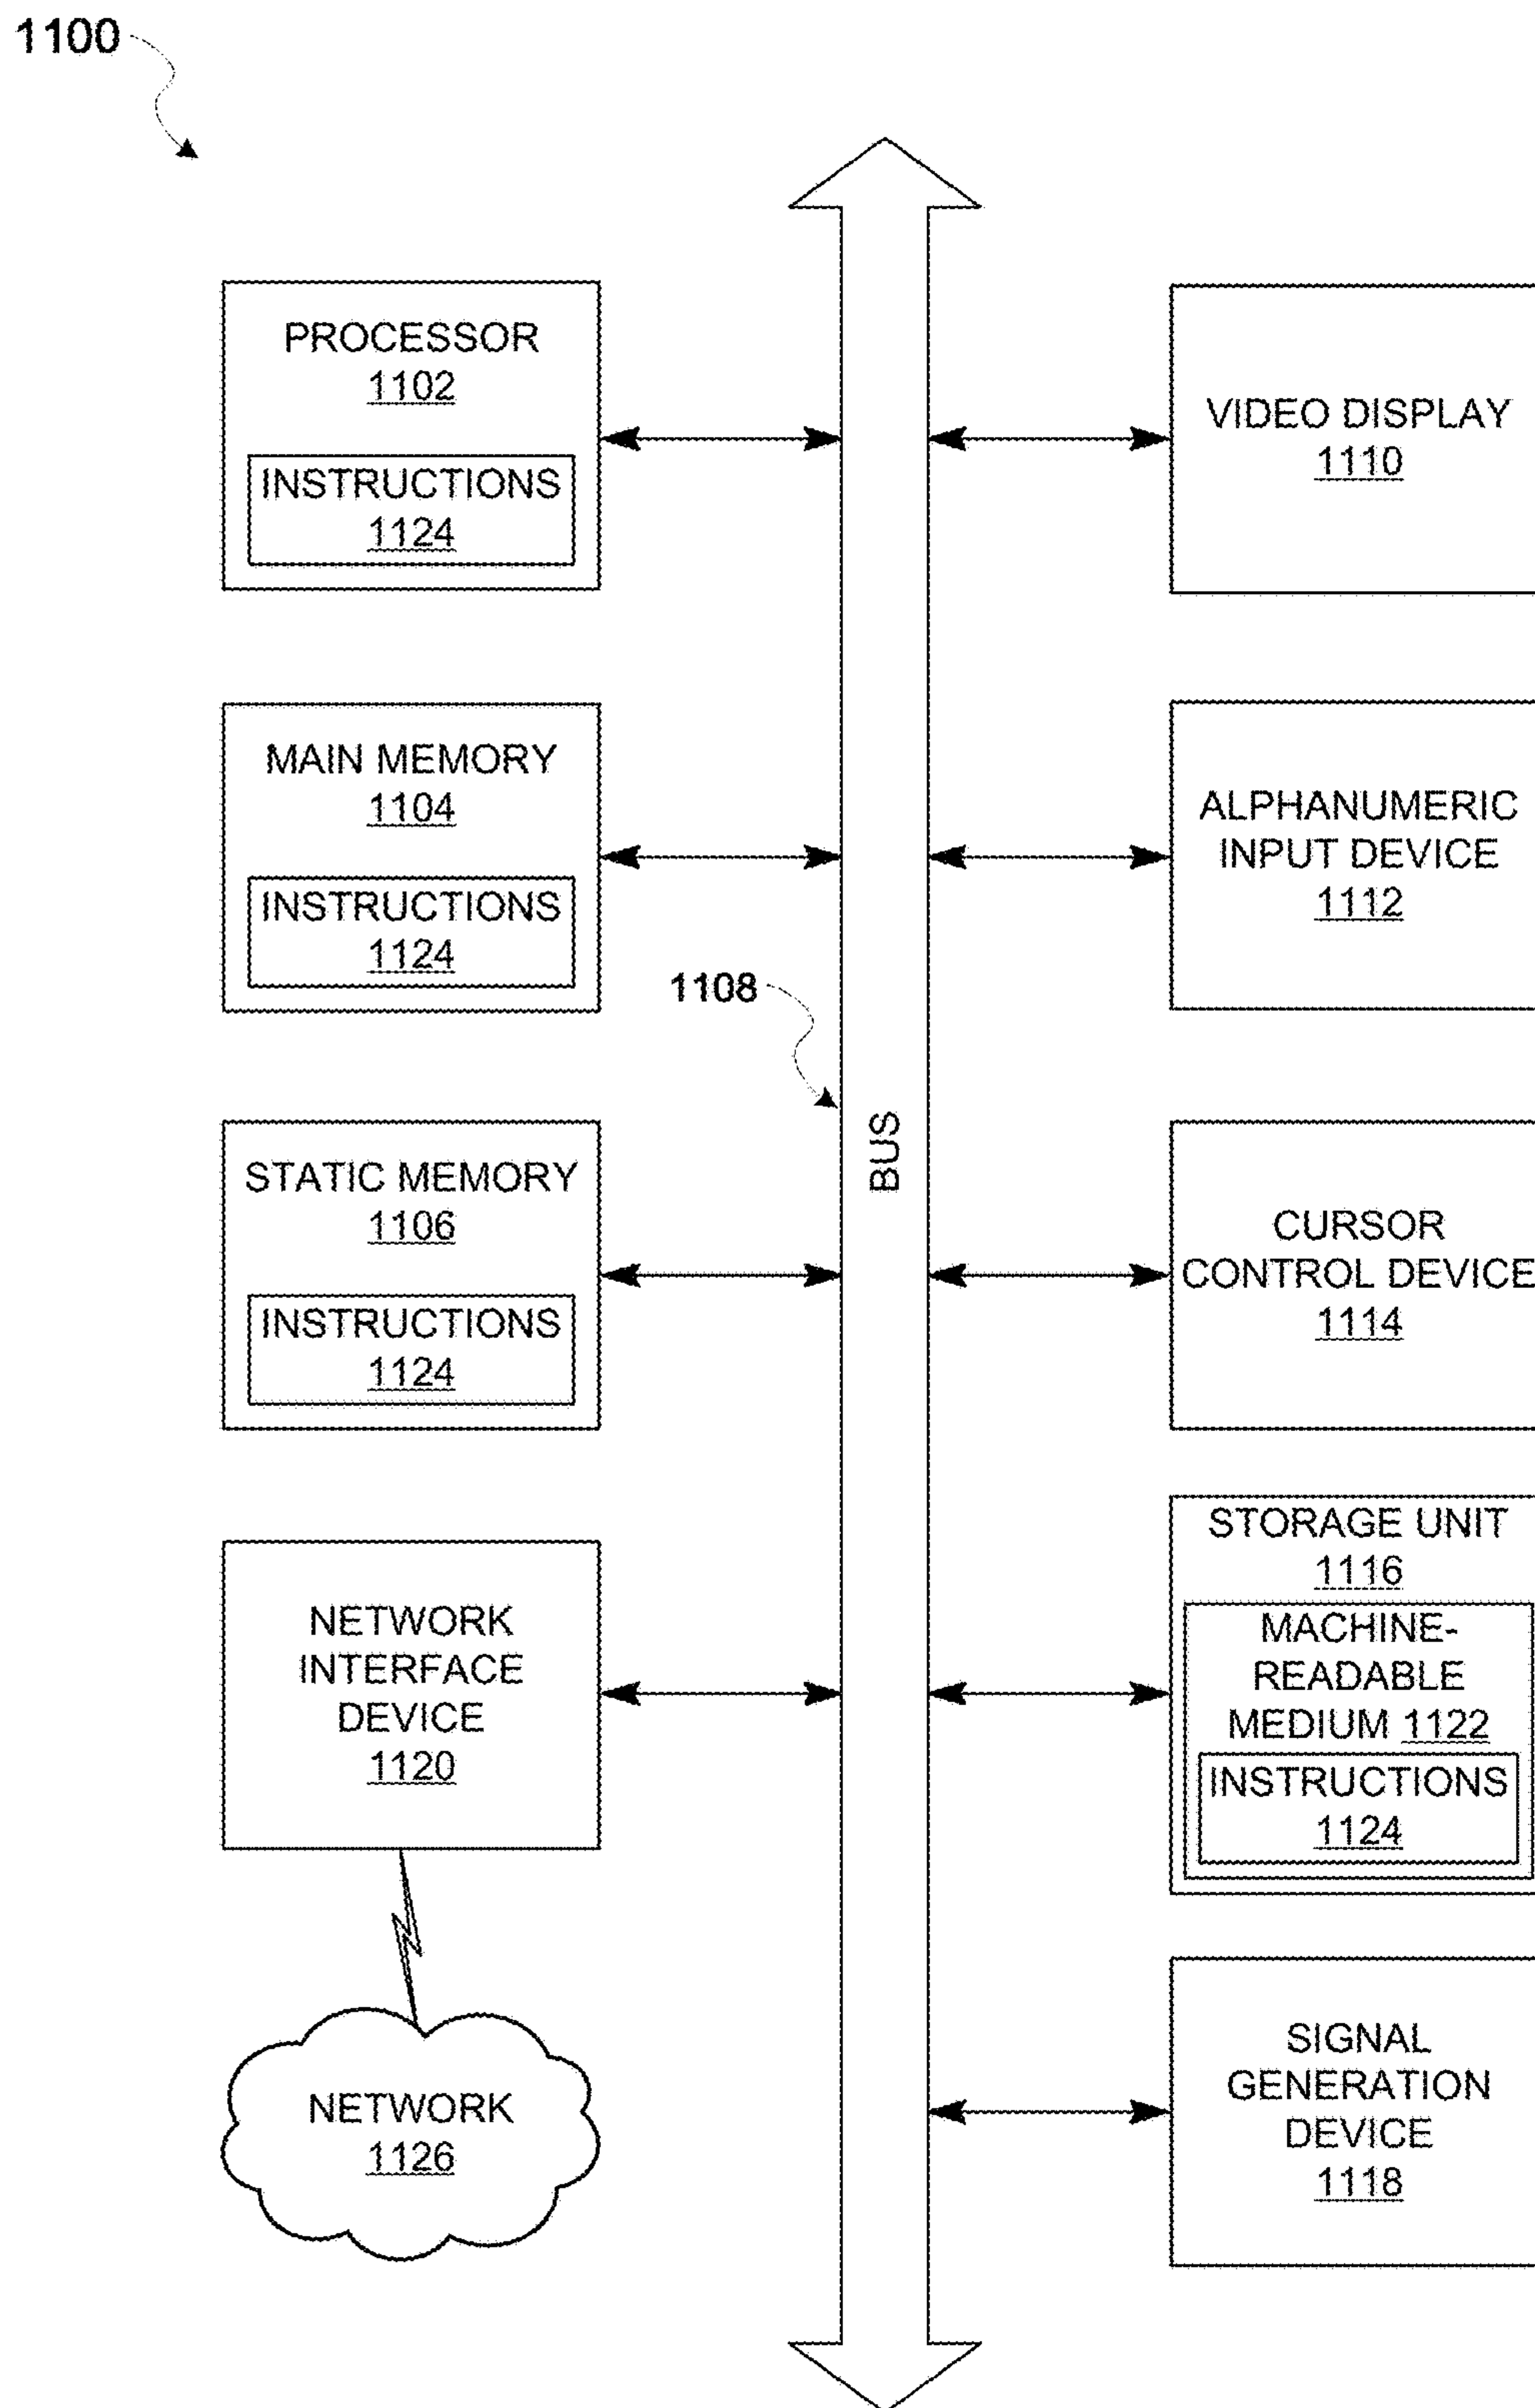 1100
PROCESSOR
1102
INSTRUCTIONS
1124
MAIN MEMORY
1104
INSTRUCTIONS
1124
STATIC MEMORY
1106
INSTRUCTIONS
1124
NETWORK
INTERFACE
DEVICE
1120
NETWORK
1126
1108
BUS
VIDEO DISPLAY
1110
ALPHANUMERIC
INPUT DEVICE
1112
CURSOR
CONTROL DEVICE
1114
STORAGE UNIT
1116
MACHINE-
READABLE
MEDIUM 1122
INSTRUCTIONS
1124
SIGNAL
GENERATION
DEVICE
1118